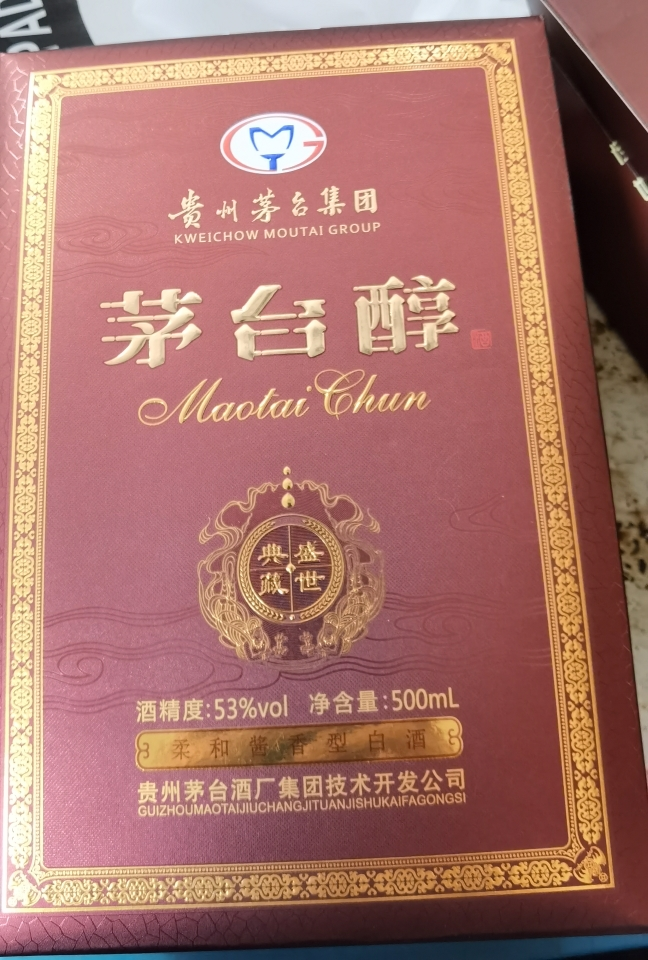 贵州茅台集团
KWEICHOW MOUTAI GROUP
茅台醇
Maotai Chun
盛世
典藏
酒精度:53%vol 净含量:500mL
柔和酱香型白酒
贵州茅台酒厂集团技术开发公司
GUIZHOUMAOTAIJIUCHANGJITUANJISHUKAIFAGONGSI